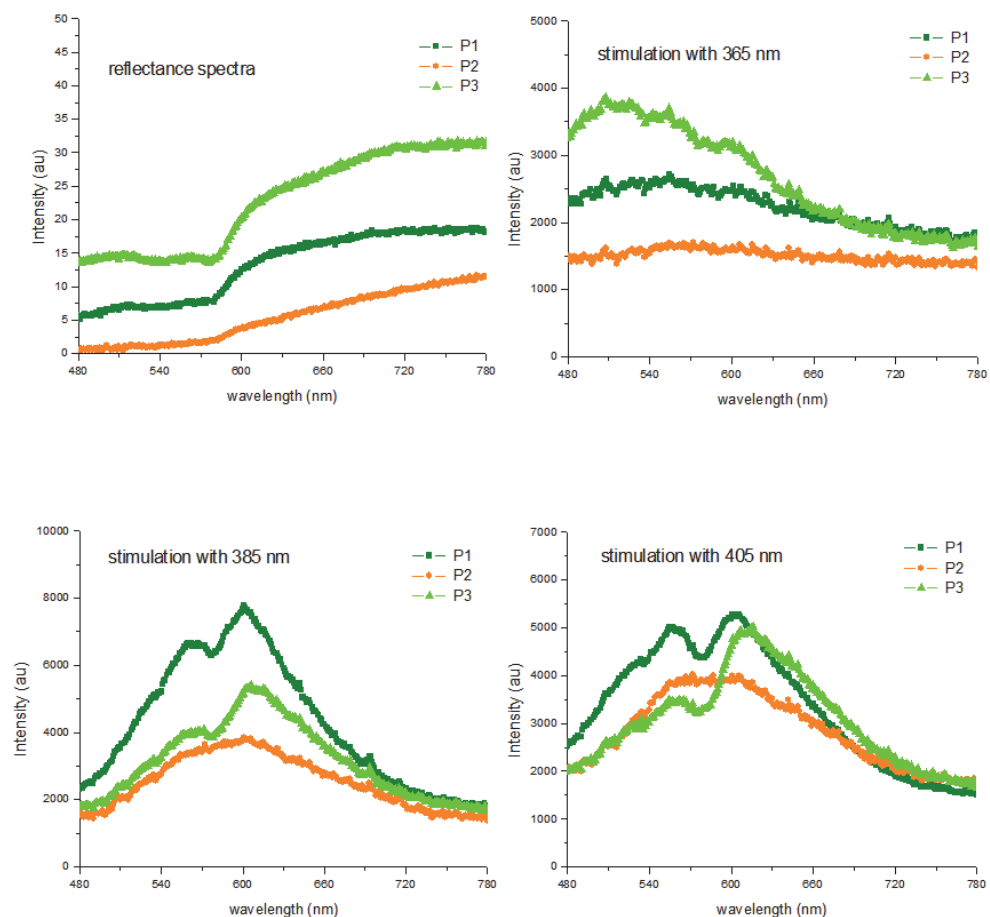 reflectance spectra
P1
P2
P3
Intensity (au)
50
45
40
35
30
25
20
15
10
5
0
480 540 600 660 720 780
wavelength (nm)
stimulation with 365 nm
P1
P2
P3
Intensity (au)
5000
4000
3000
2000
1000
0
480 540 600 660 720 780
wavelength (nm)
stimulation with 385 nm
P1
P2
P3
Intensity (au)
10000
8000
6000
4000
2000
0
480 540 600 660 720 780
wavelength (nm)
stimulation with 405 nm
P1
P2
P3
Intensity (au)
7000
6000
5000
4000
3000
2000
1000
0
480 540 600 660 720 780
wavelength (nm)